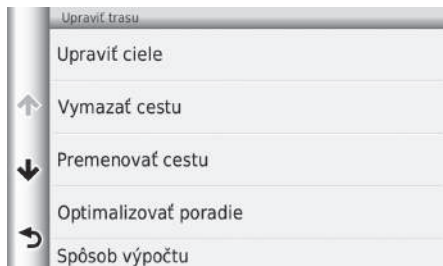 Upraviť trasu
Upraviť ciele
Vymazať cestu
Premenovať cestu
Optimalizovať poradie
Spôsob výpočtu